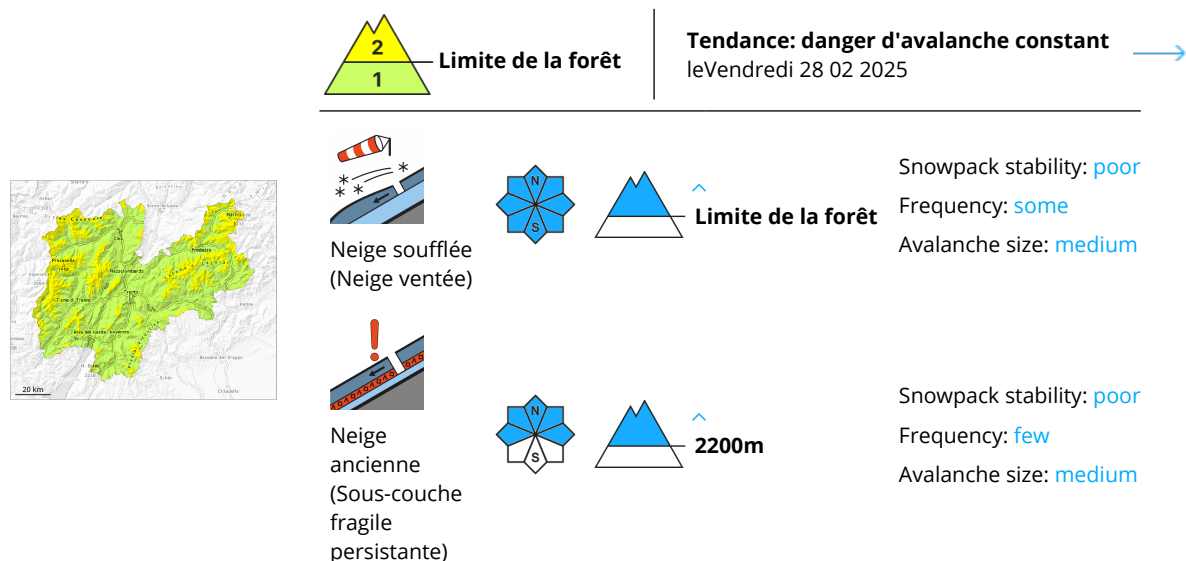 2
1
Limite de la forêt
Tendance: danger d'avalanche constant
leVendredi 28 02 2025
N
S
Limite de la forêt
Snowpack stability: poor
Frequency: some
Avalanche size: medium
Neige soufflée
(Neige ventée)
20 km
N
S
2200m
Snowpack stability: poor
Frequency: few
Avalanche size: medium
Neige
ancienne
(Sous-couche
fragile
persistante)